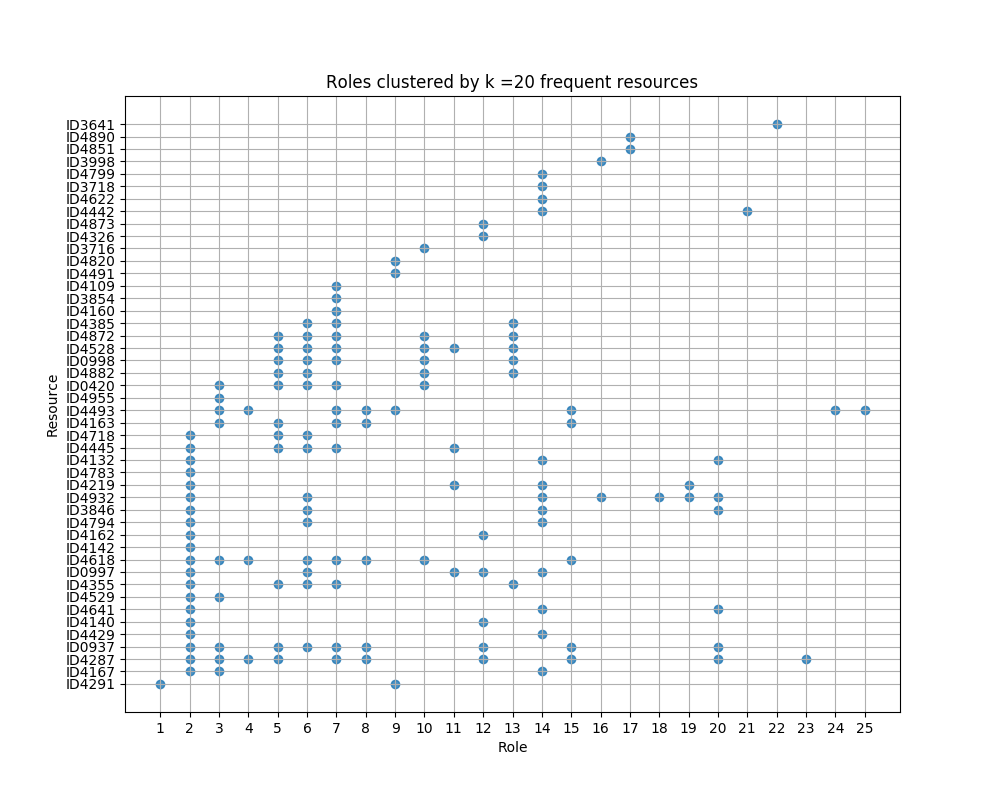 Roles clustered by k =20 frequent resources
ID3641
ID4890
ID4851
ID3998
ID4799
ID3718
ID4622
ID4442
ID4873
ID4326
ID3716
ID4820
ID4491
ID4109
ID3854
ID4160
ID4385
ID4872
ID4528
ID0998
ID4882
ID0420
ID4955
ID4493
ID4163
ID4718
ID4445
ID4132
ID4783
ID4219
ID4932
ID3846
ID4794
ID4162
ID4142
ID4618
ID0997
ID4355
ID4529
ID4641
ID4140
ID4429
ID0937
ID4287
ID4167
ID4291
Resource
1 2 3 4 5 6 7 8 9 10 11 12 13 14 15 16 17 18 19 20 21 22 23 24 25
Role